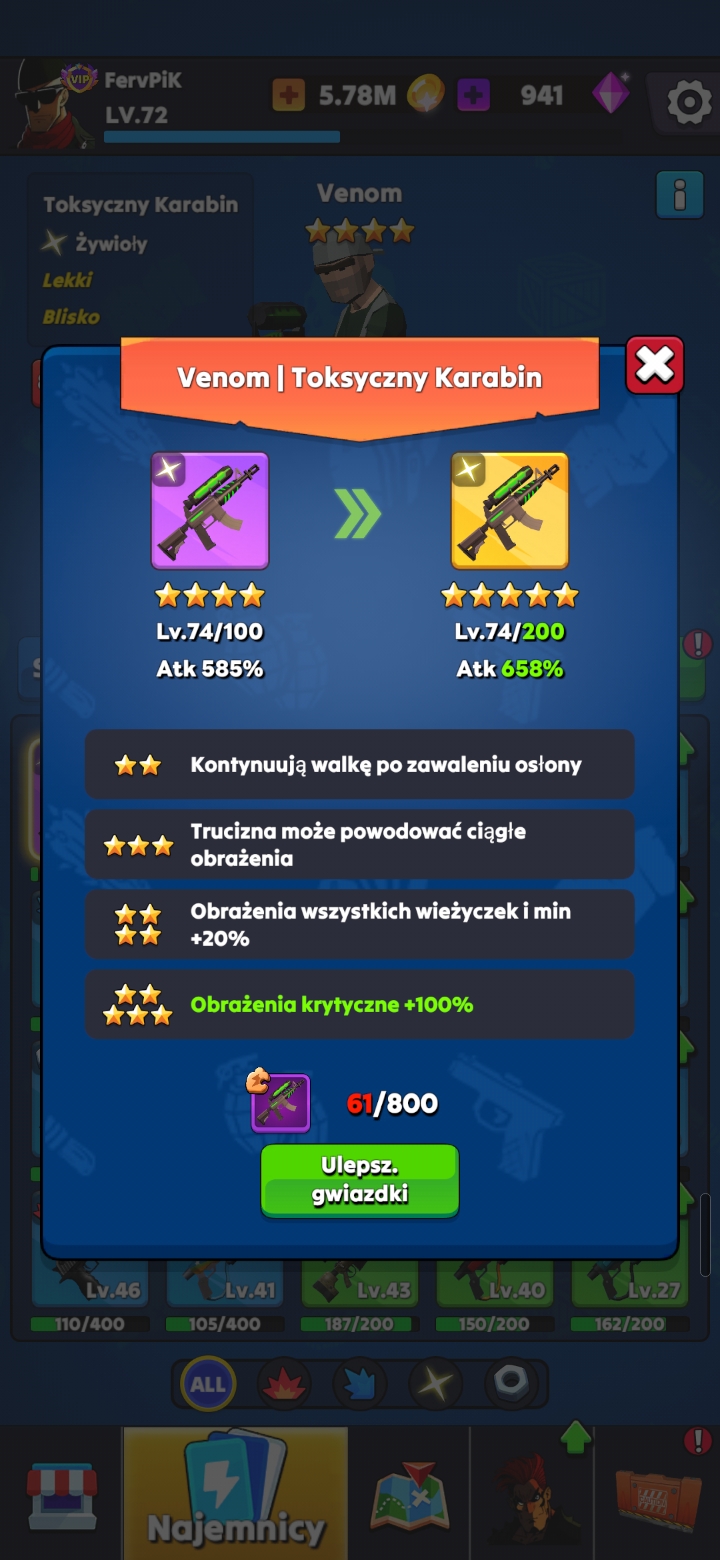 VIP
FervPiK
LV.72
5.78M
941
Toksyczny Karabin
Żywioły
Lekki
Blisko
Venom
Venom | Toksyczny Karabin
Lv.74/100
Atk 585%
Lv.74/200
Atk 658%
Kontynuują walkę po zawaleniu osłony
Trucizna może powodować ciągłe
obrażenia
Obrażenia wszystkich wieżyczek i min
+20%
Obrażenia krytyczne +100%
61/800
Ulepsz.
gwiazdki
Lv.46
Lv.41
Lv.43
Lv.40
Lv.27
110/400
105/400
187/200
150/200
162/200
ALL
Najemnicy